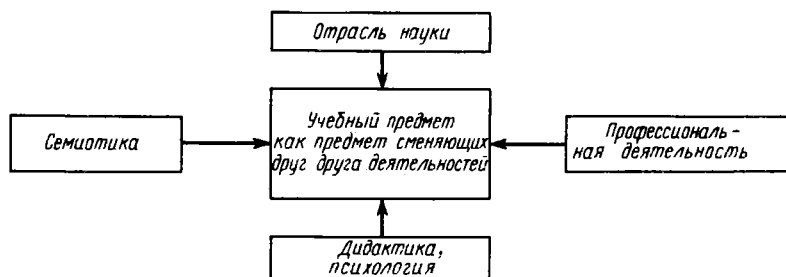 Отрасль науки
Учебный предмет
как предмет сменяющих
друг друга деятельностей
Семиотика
Профессиональ-
ная деятельность
Дидактика,
психология